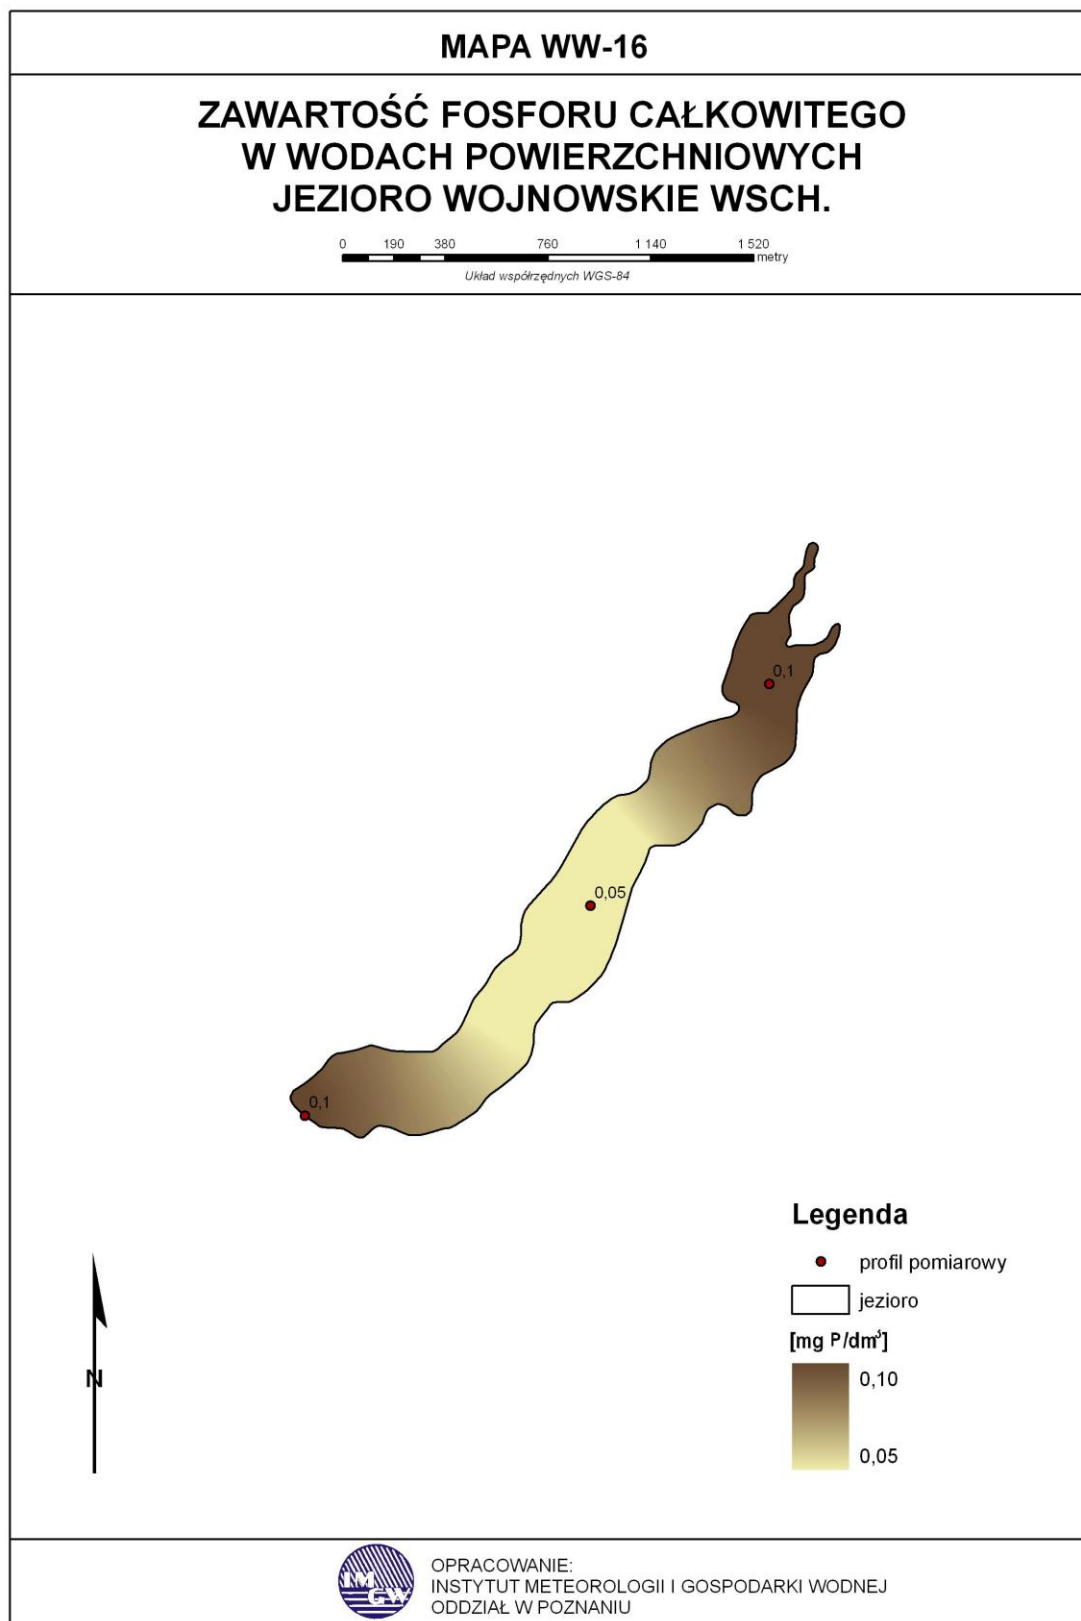 MAPA WW-16
ZAWARTOŚĆ FOSFORU CAŁKOWITEGO
W WODACH POWIERZCHNIOWYCH
JEZIORO WOJNOWSKIE WSCH.
0 190 380 760 1 140 1 520
metry
Układ współrzędnych WGS-84
0,1
0,05
0,1
Legenda
profil pomiarowy
jezioro
[mg P/dm³]
0,10
0,05
N
IM
GW
OPRACOWANIE:
INSTYTUT METEOROLOGII I GOSPODARKI WODNEJ
ODDZIAŁ W POZNANIU